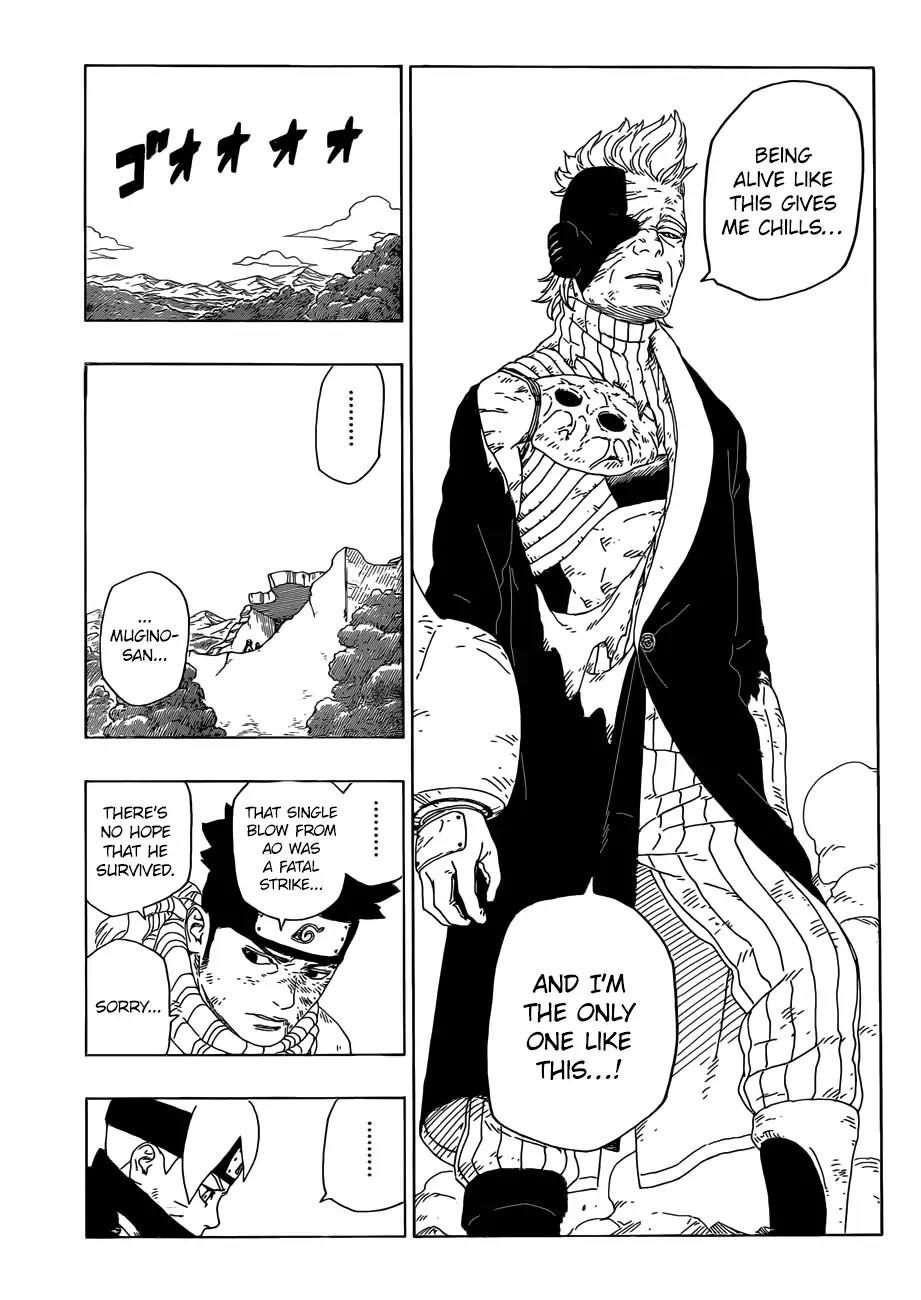 BEING
ALIVE LIKE
THIS GIVES
ME CHILLS...
AND I'M
THE ONLY
ONE LIKE
THIS...!
ゴオオオオ
........
...
MUGINO-
SAN...
........
THAT SINGLE
BLOW FROM
AO WAS
A FATAL
STRIKE...
THERE'S
NO HOPE
THAT HE
SURVIVED.
SORRY...
........